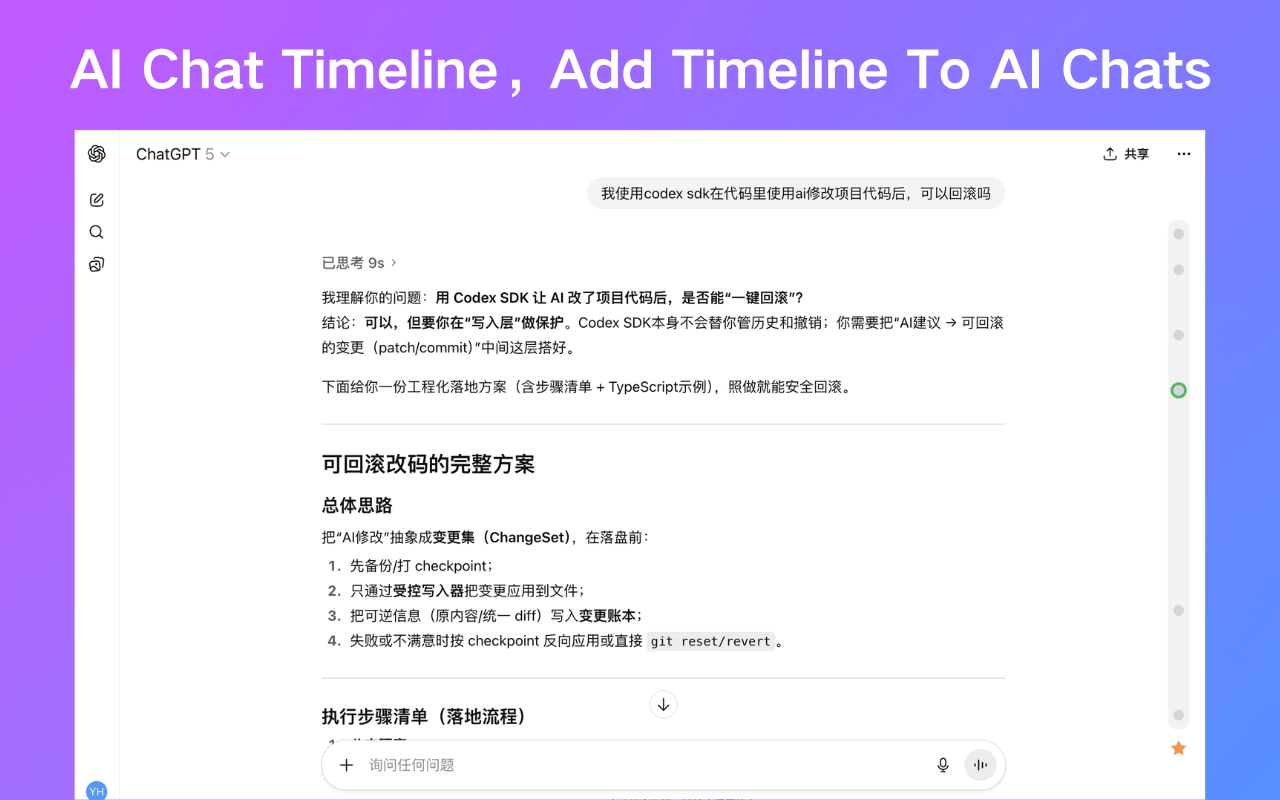 AI Chat Timeline，Add Timeline To AI Chats
ChatGPT 5
共享
我使用codex sdk在代码里使用ai修改项目代码后，可以回滚吗
已思考 9s
我理解你的问题：用 Codex SDK 让 AI 改了项目代码后，是否能“一键回滚”？
结论：可以，但要你在“写入层”做保护。Codex SDK本身不会替你管历史和撤销；你需要把“AI建议 → 可回滚
的变更（patch/commit）”中间这层搭好。
下面给你一份工程化落地方案（含步骤清单 + TypeScript示例），照做就能安全回滚。
可回滚改码的完整方案
总体思路
把“AI修改”抽象成变更集（ChangeSet），在落盘前：
1. 先备份/打 checkpoint；
2. 只通过受控写入器把变更应用到文件；
3. 把可逆信息（原内容/统一 diff）写入变更账本；
4. 失败或不满意时按 checkpoint 反向应用或直接 git reset/revert 。
执行步骤清单（落地流程）
询问任何问题
YH